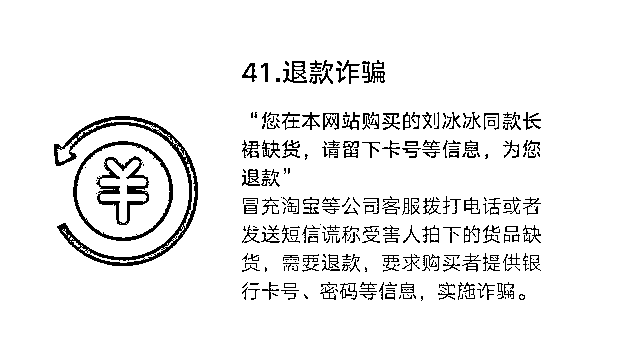 41.退款诈骗
“您在本网站购买的刘冰冰同款长
裙缺货，请留下卡号等信息，为您
退款”
冒充淘宝等公司客服拨打电话或者
发送短信谎称受害人拍下的货品缺
货，需要退款，要求购买者提供银
行卡号、密码等信息，实施诈骗。